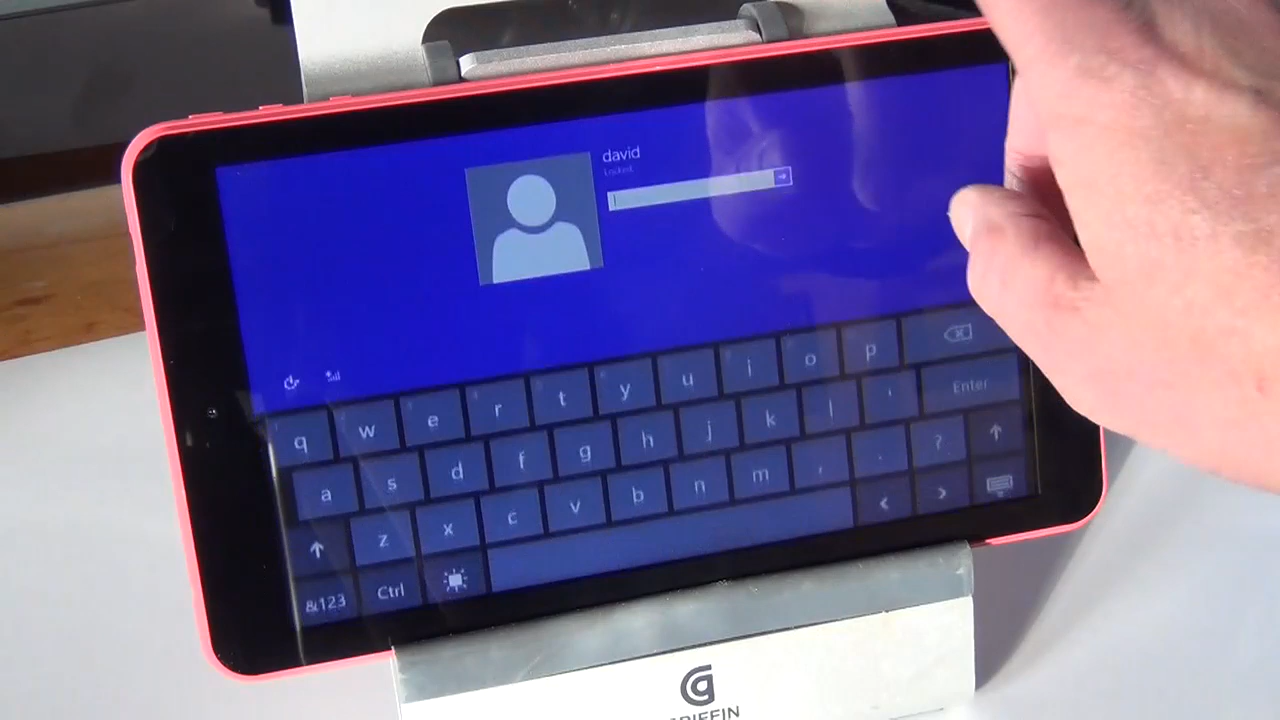 david
Locked
q w e r t y u i o p
a s d f g h j k l ' Enter
z x c v b n m , . ?
&123 Ctrl < >
GRIFFIN